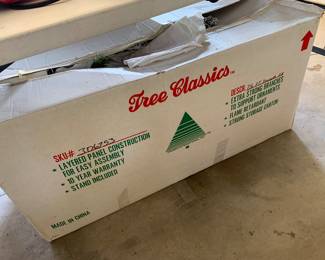 Tree Classics
SKU#
• LAYERED PANEL CONSTRUCTION
FOR EASY ASSEMBLY
• 10 YEAR WARRANTY
• STAND INCLUDED
DESCR.
• EXTRA STRONG BRANCHES
TO SUPPORT ORNAMENTS
• FLAME RETARDANT
• STRONG STORAGE CARTON
MADE IN CHINA